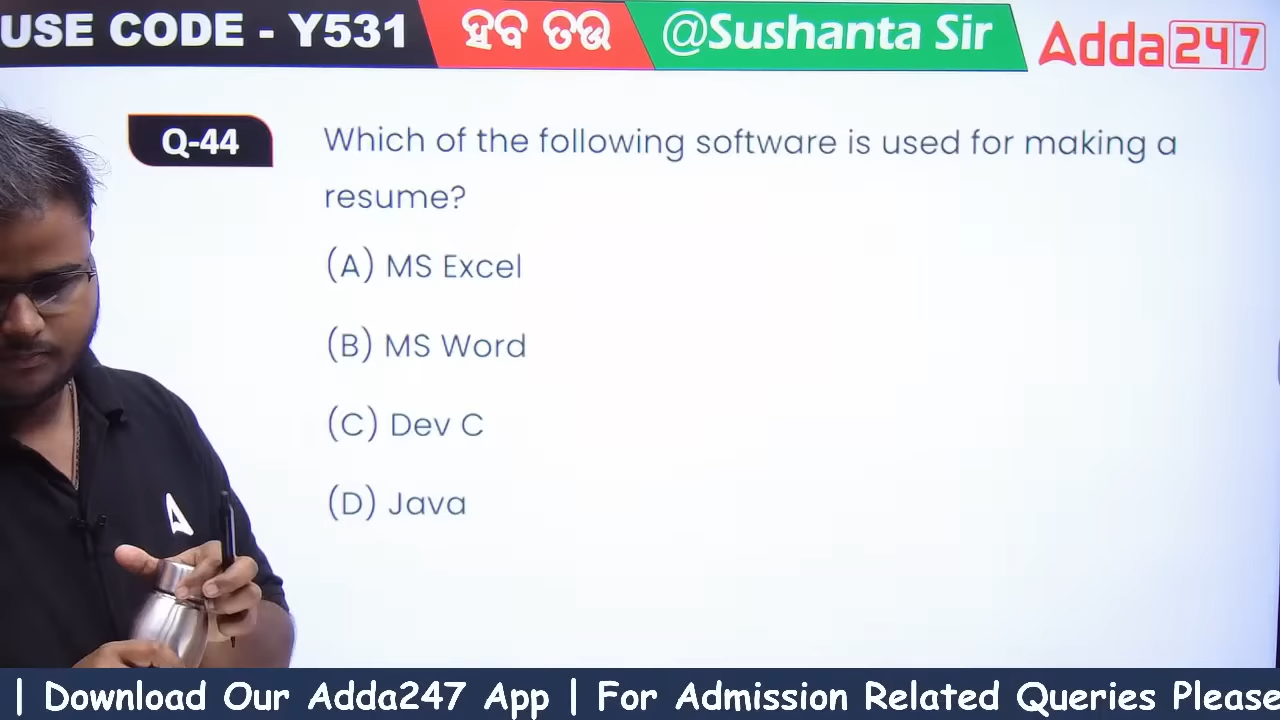 USE CODE - Y531 ହବ ତଉ @Sushanta Sir Adda247
Q-44 Which of the following software is used for making a
resume?
(A) MS Excel
(B) MS Word
(C) Dev C
(D) Java
| Download Our Adda247 App | For Admission Related Queries Please